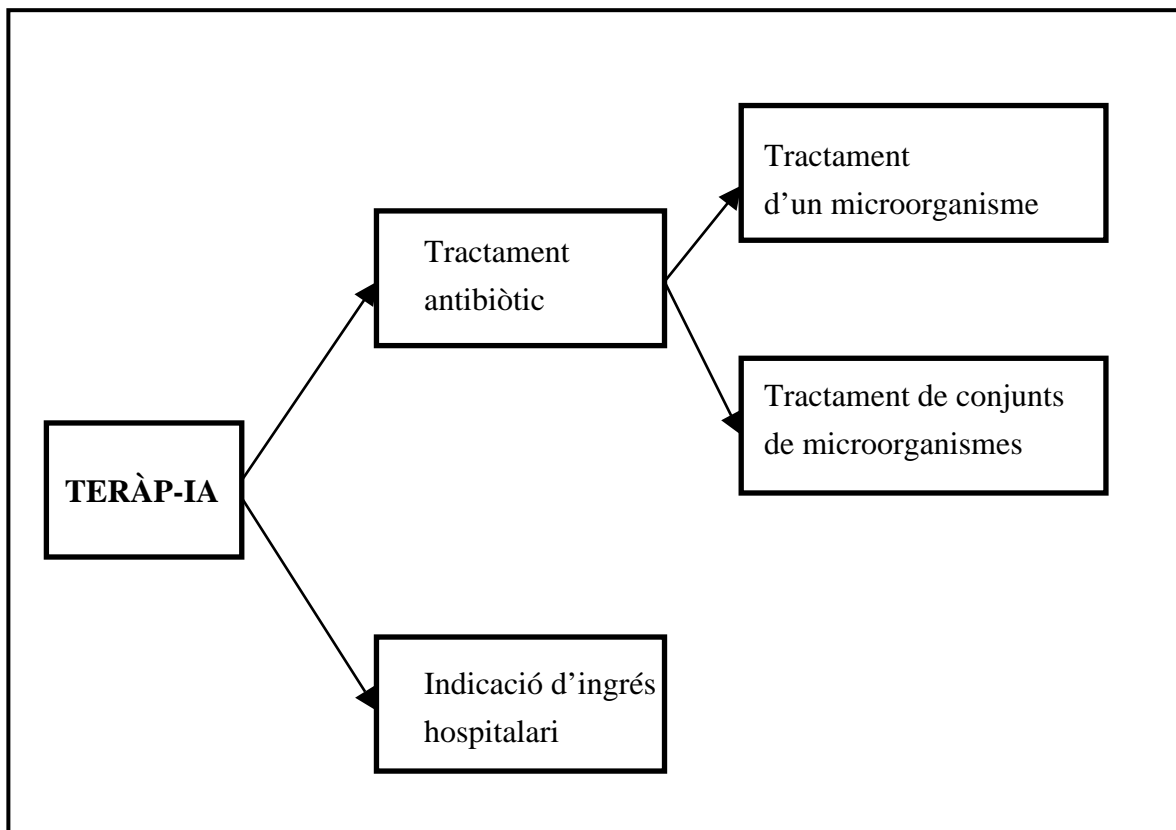 Tractament
d’un microorganisme
Tractament
antibiòtic
Tractament de conjunts
de microorganismes
TERÀP-IA
Indicació d’ingrés
hospitalari